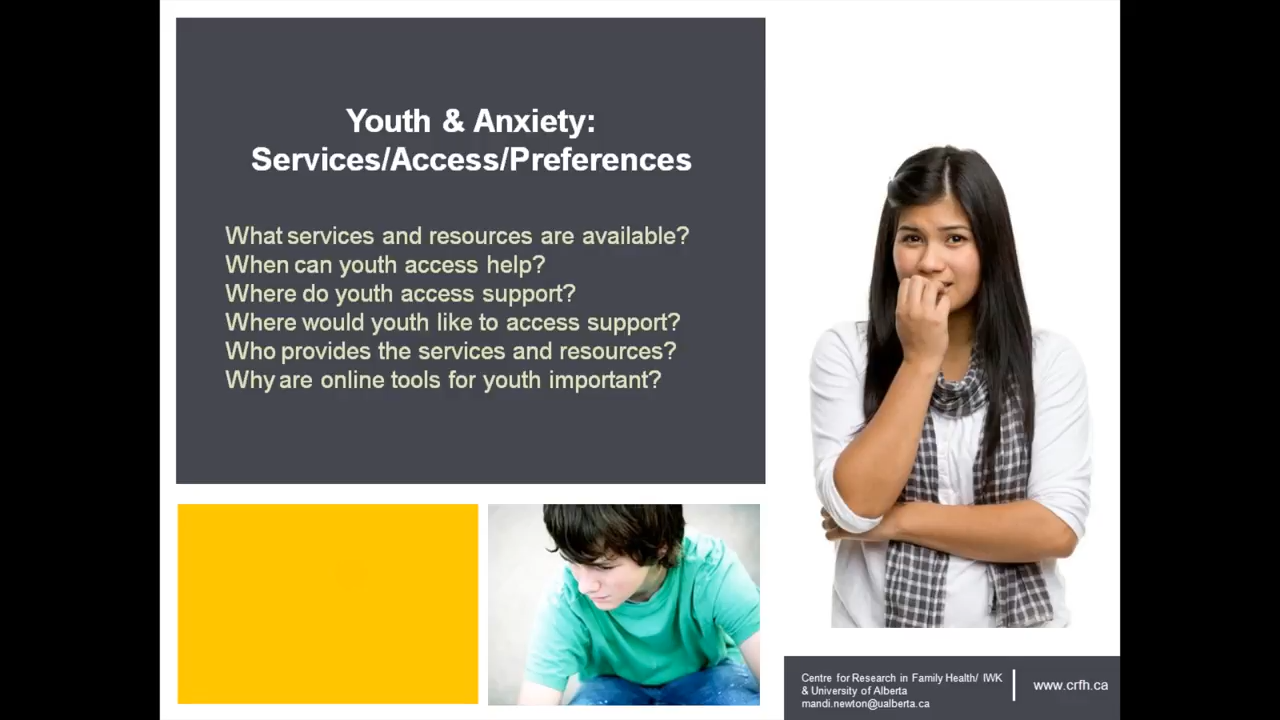 Youth & Anxiety:
Services/Access/Preferences
What services and resources are available?
When can youth access help?
Where do youth access support?
Where would youth like to access support?
Who provides the services and resources?
Why are online tools for youth important?
Centre for Research in Family Health/ IWK
& University of Alberta
mandi.newton@ualberta.ca
www.crfh.ca